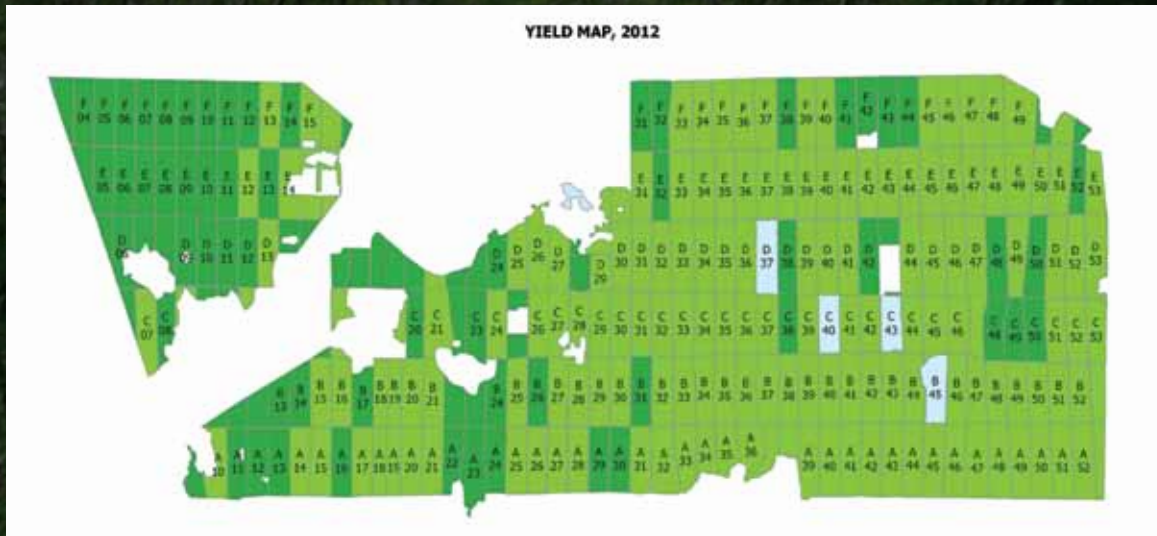 YIELD MAP, 2012
F F F F F F F F F F F F
04 05 06 07 08 09 10 11 12 13 14 15
F F F F F F F F F F F F F F F F F F F
31 32 33 34 35 36 37 38 39 40 41 42 43 44 45 46 47 48 49
E E E E E E E E E E
05 06 07 08 09 10 11 12 13 14
E E E E E E E E E E E E E E E E E E E E E E E
31 32 33 34 35 36 37 38 39 40 41 42 43 44 45 46 47 48 49 50 51 52 53
D D D D D D
06 09 10 11 12 13
D D D D D D D D D D D D D D D D D D D D D D D D D D D
24 25 26 27 29 30 31 32 33 34 35 36 37 38 39 40 41 42 44 45 46 47 48 49 50 51 52 53
C C
07 08
C C C C C C C C C C C C C C C C C C C C C C C C C C C C C C
20 21 23 24 26 27 28 29 30 31 32 33 34 35 36 37 38 39 40 41 42 43 44 45 46 48 49 50 51 52 53
B B B B B B B B B
13 14 15 16 17 18 19 20 21
B B B B B B B B B B B B B B B B B B B B B B B B B B B B B
24 25 26 27 28 29 30 31 32 33 34 35 36 37 38 39 40 41 42 43 44 45 46 47 48 49 50 51 52
A A A A A A A A A A A A A A A A A A A A A A A A A A A
10 11 12 13 14 15 16 17 18 19 20 21 22 23 24 25 26 27 28 29 30 31 32 33 34 35 36
A A A A A A A A A A A A A A
39 40 41 42 43 44 45 46 47 48 49 50 51 52